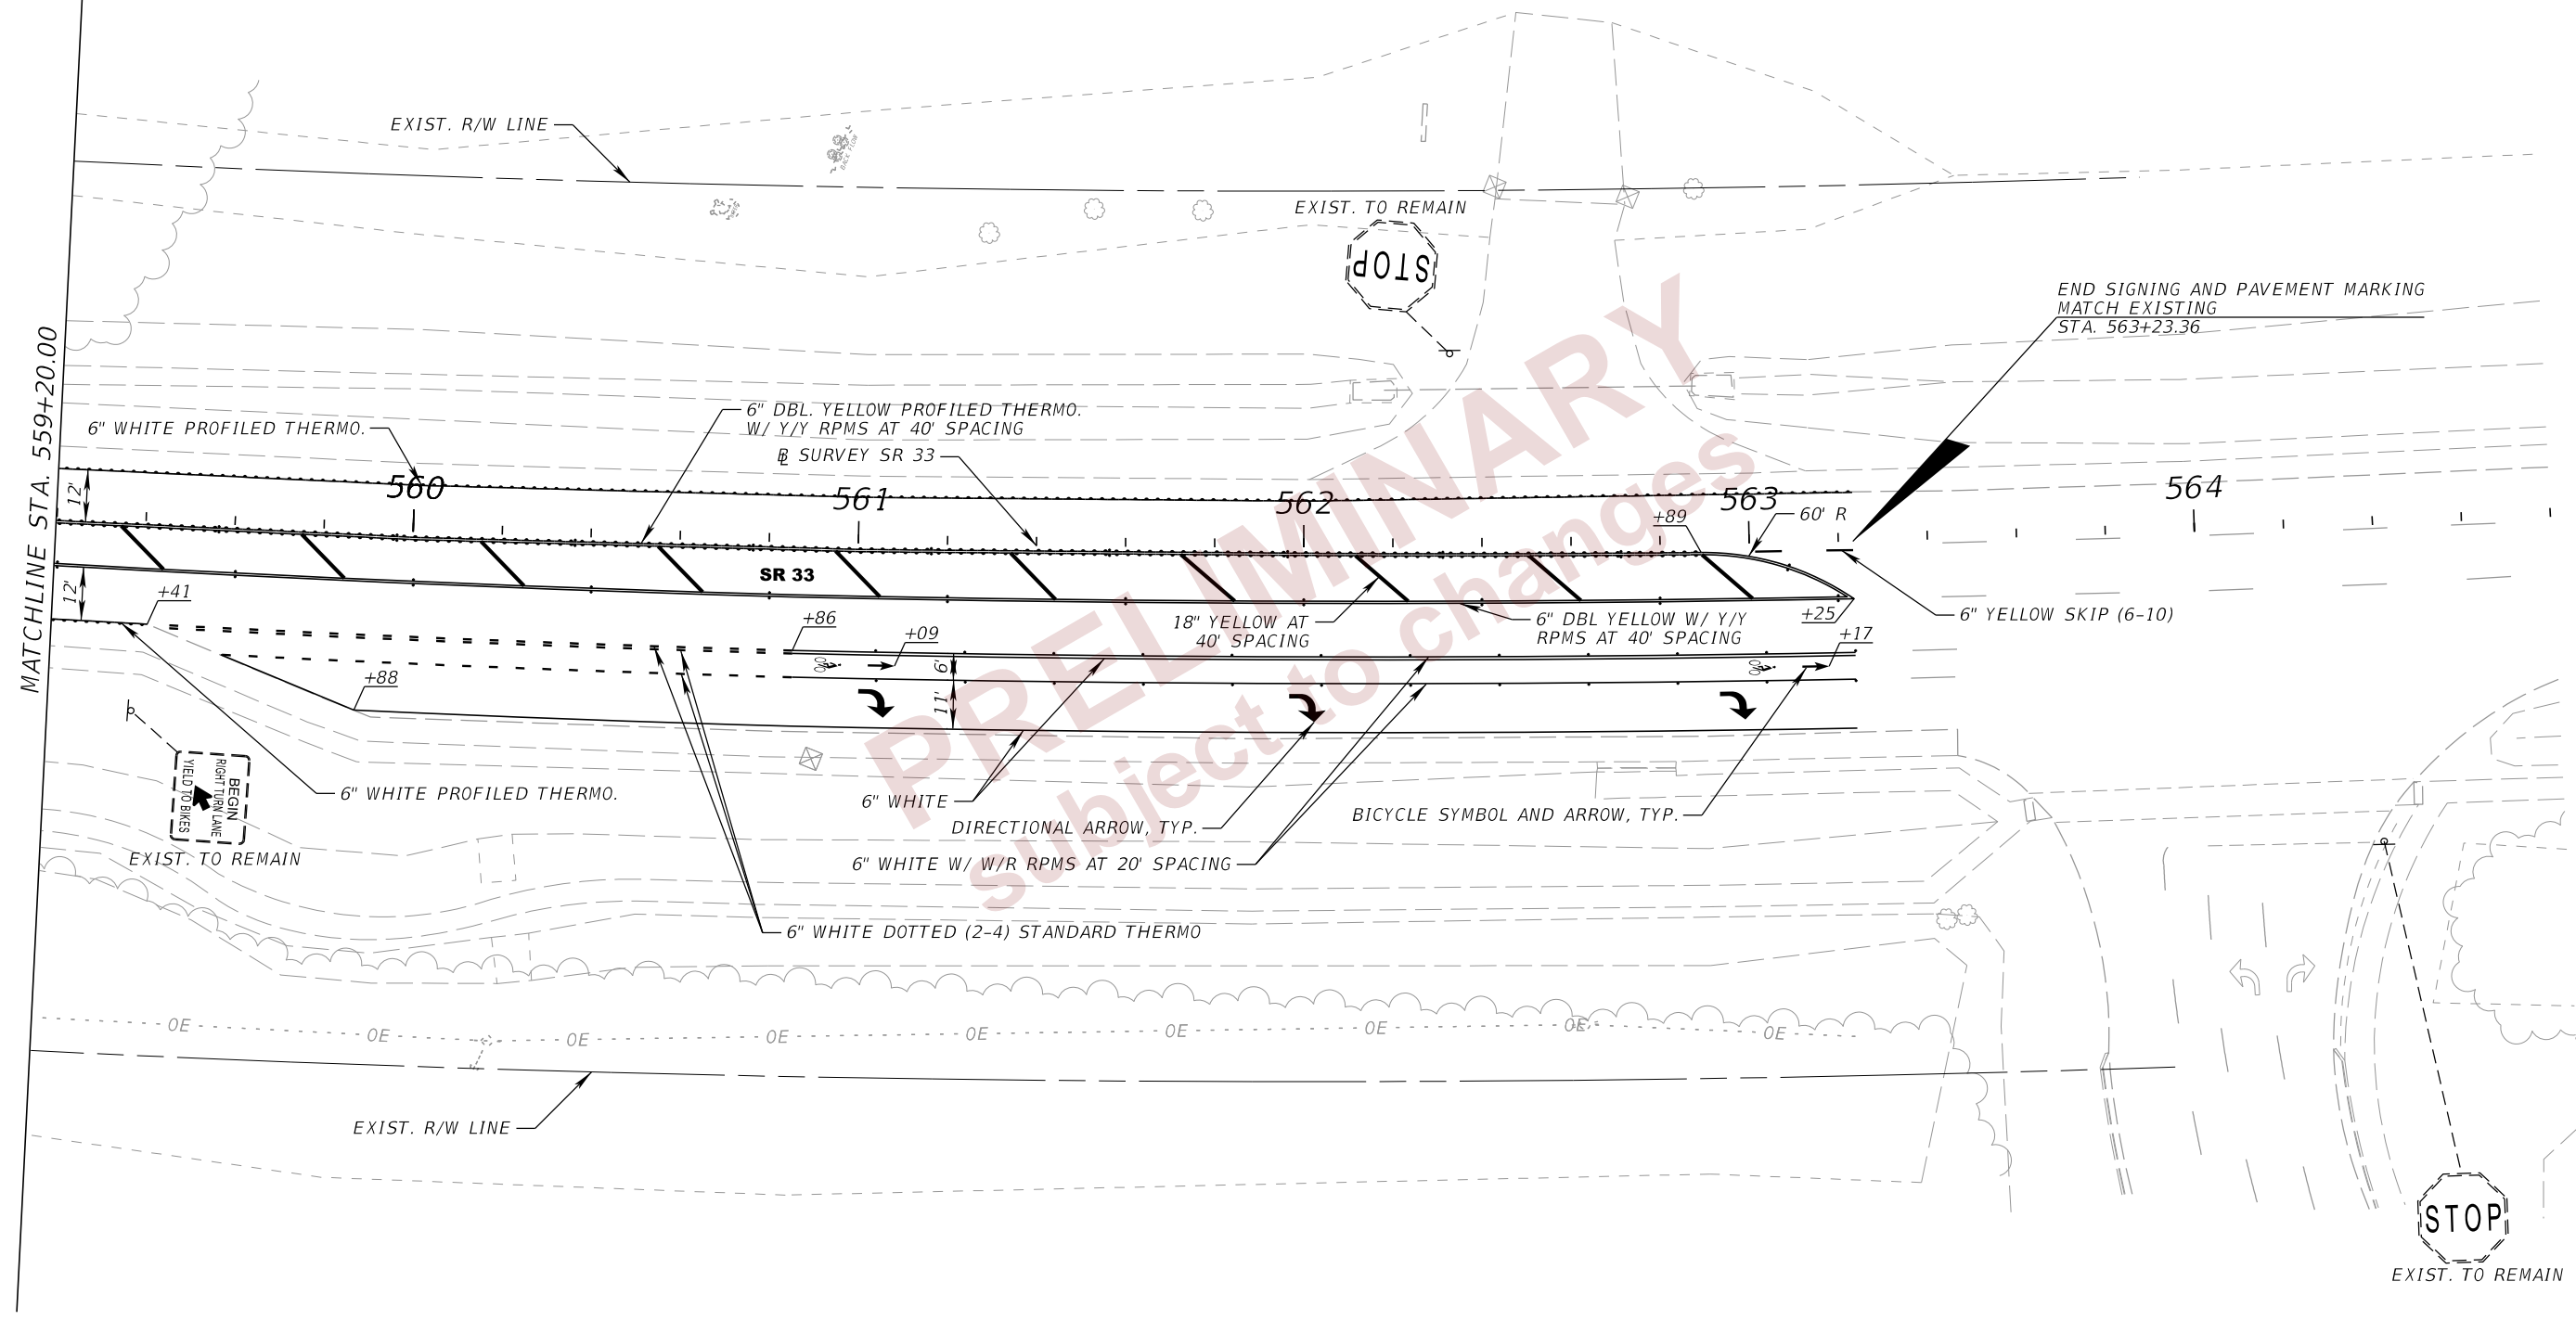 EXIST. R/W LINE
EXIST. TO REMAIN
STOP
END SIGNING AND PAVEMENT MARKING
MATCH EXISTING
STA. 563+23.36
MATCHLINE STA. 559+20.00
6" DBL. YELLOW PROFILED THERMO.
W/ Y/Y RPMS AT 40' SPACING
6" WHITE PROFILED THERMO.
SURVEY SR 33
12'
560
561
562
563
564
+89
60' R
SR 33
12'
+41
+86
+09
18" YELLOW AT
40' SPACING
6" DBL YELLOW W/ Y/Y
RPMS AT 40' SPACING
+25
+17
6" YELLOW SKIP (6-10)
6'
11'
+88
BEGIN
RIGHT TURN LANE
YIELD TO BIKES
EXIST. TO REMAIN
6" WHITE PROFILED THERMO.
6" WHITE
DIRECTIONAL ARROW, TYP.
BICYCLE SYMBOL AND ARROW, TYP.
6" WHITE W/ W/R RPMS AT 20' SPACING
6" WHITE DOTTED (2-4) STANDARD THERMO
PRELIMINARY
subject to changes
OE
OE
OE
OE
OE
OE
OE
OE
OE
EXIST. R/W LINE
STOP
EXIST. TO REMAIN